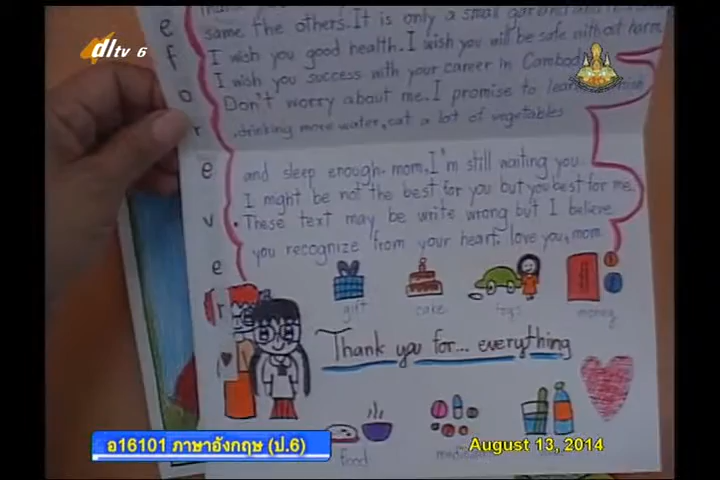 same the others. It is only a small
I wish you good health. I wish you will be safe without harm
I wish you success with your career in Cambod
Don't worry about me. I promise to learn
drinking more water, eat a lot of vegetables
and sleep enough. mom, I'm still waiting you
I might be not the best for you but you best for me.
These text may be write wrong but I believe
you recognize from your heart. love you, mom
e
f
o
r
e
v
e
r
gift
cake
toys
money
Thank you for... everything
food
dltv 6
อ16101 ภาษาอังกฤษ (ป.6)
August 13, 2014